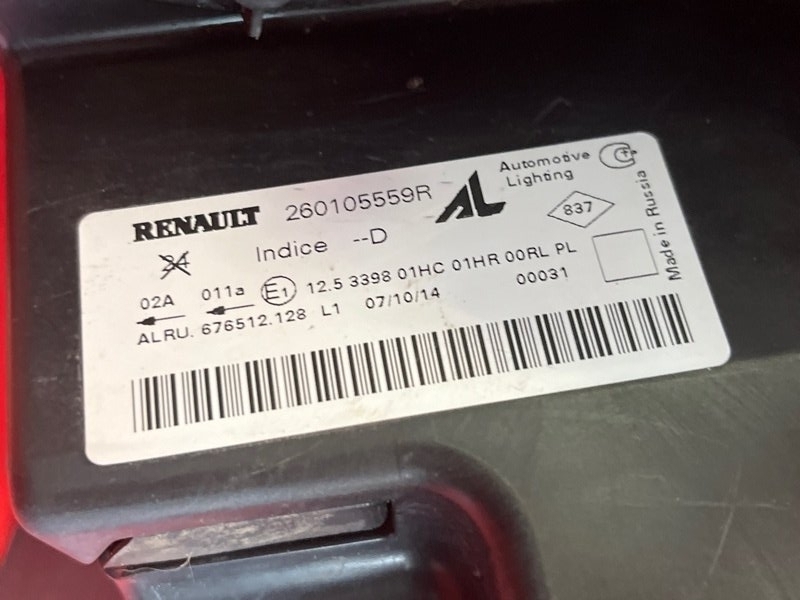 RENAULT 260105559R AL Automotive Lighting
Indice --D 837
02A 011a E1 12.5 3398 01HC 01HR 00RL PL
ALRU. 676512.128 L1 07/10/14 00031
Made in Russia